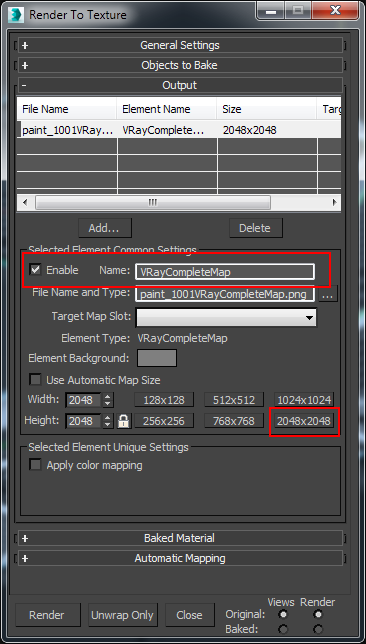 Render To Texture
+ General Settings
+ Objects to Bake
- Output
File Name Element Name Size Targ
paint_1001VRay... VRayComplete... 2048x2048
Add... Delete
Selected Element Common Settings
Enable Name: VRayCompleteMap
File Name and Type: paint_1001VRayCompleteMap.png ...
Target Map Slot:
Element Type: VRayCompleteMap
Element Background:
Use Automatic Map Size
Width: 2048 128x128 512x512 1024x1024
Height: 2048 256x256 768x768 2048x2048
Selected Element Unique Settings
Apply color mapping
+ Baked Material
+ Automatic Mapping
Views Render
Render Unwrap Only Close Original:
Baked: